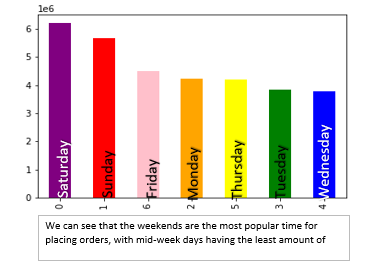 1e6
6
5
4
3
2
1
0
Saturday
Sunday
Friday
Monday
Thursday
Tuesday
Wednesday
0
1
6
2
5
3
4
We can see that the weekends are the most popular time for
placing orders, with mid-week days having the least amount of